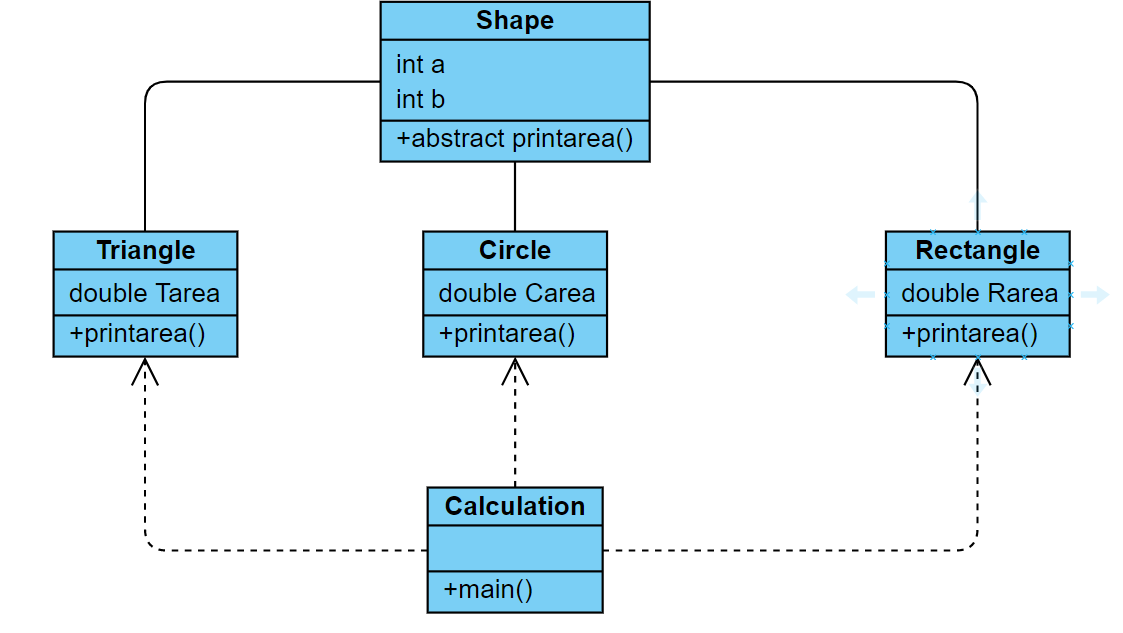 Shape
int a
int b
+abstract printarea()
Triangle
double Tarea
+printarea()
Circle
double Carea
+printarea()
Rectangle
double Rarea
+printarea()
Calculation
+main()